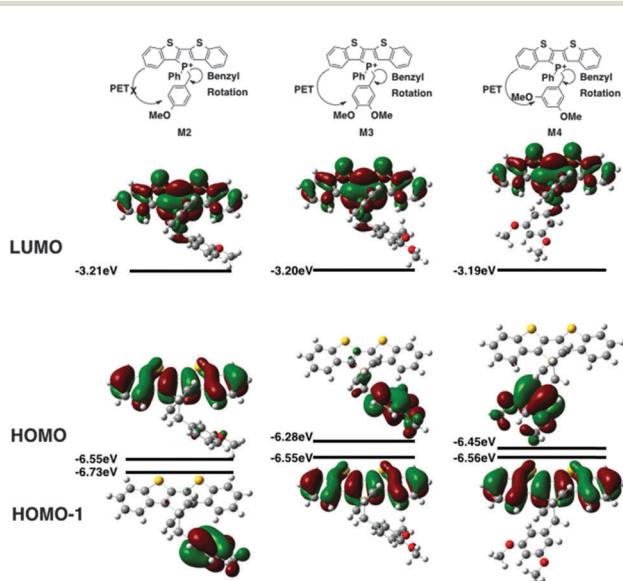 S S
P+
Ph Benzyl
Rotation
PET X
MeO
M2
S S
P+
Ph Benzyl
PET Rotation
MeO OMe
M3
S S
P+
Ph Benzyl
PET MeO Rotation
OMe
M4
LUMO
-3.21eV
-3.20eV
-3.19eV
HOMO
-6.55eV
-6.73eV
-6.28eV
-6.55eV
-6.45eV
-6.56eV
HOMO-1